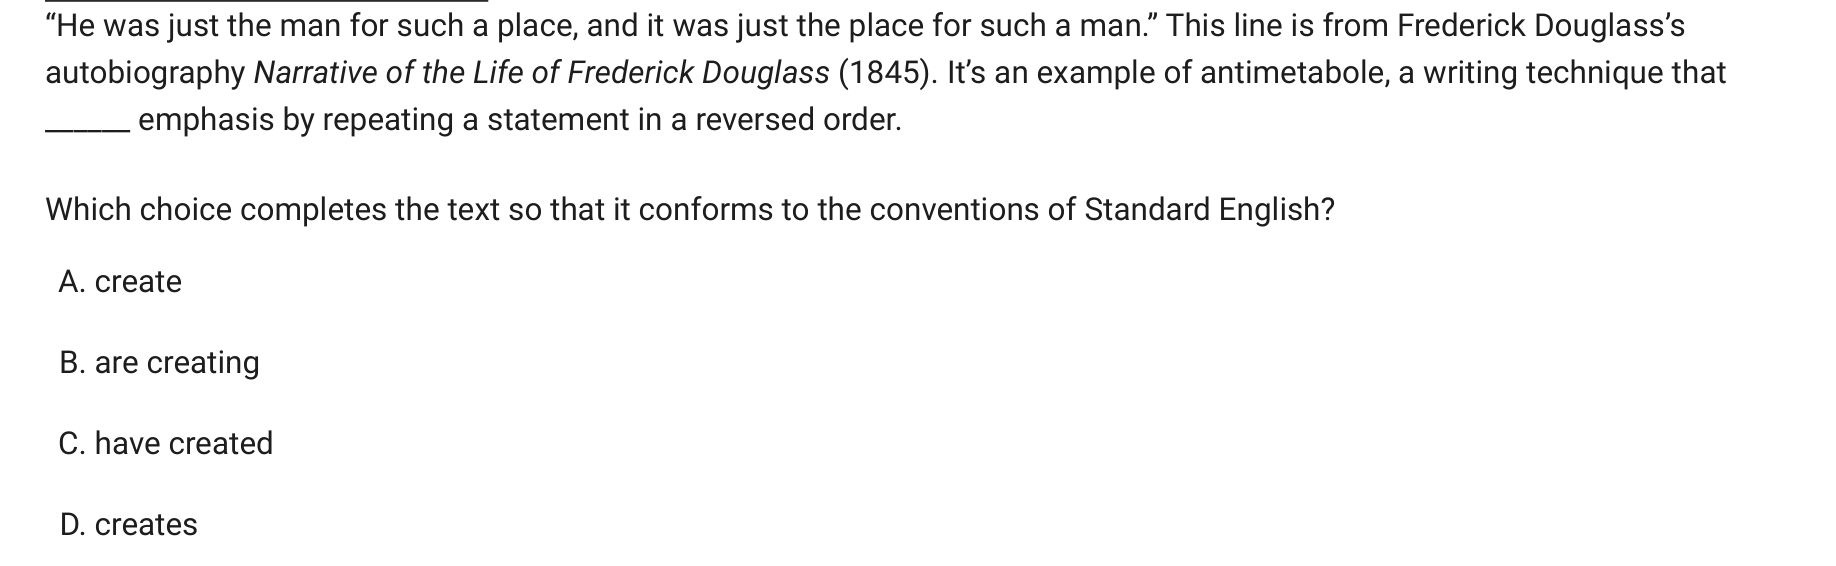 “He was just the man for such a place, and it was just the place for such a man.” This line is from Frederick Douglass’s
autobiography Narrative of the Life of Frederick Douglass (1845). It’s an example of antimetabole, a writing technique that
______ emphasis by repeating a statement in a reversed order.
Which choice completes the text so that it conforms to the conventions of Standard English?
A. create
B. are creating
C. have created
D. creates